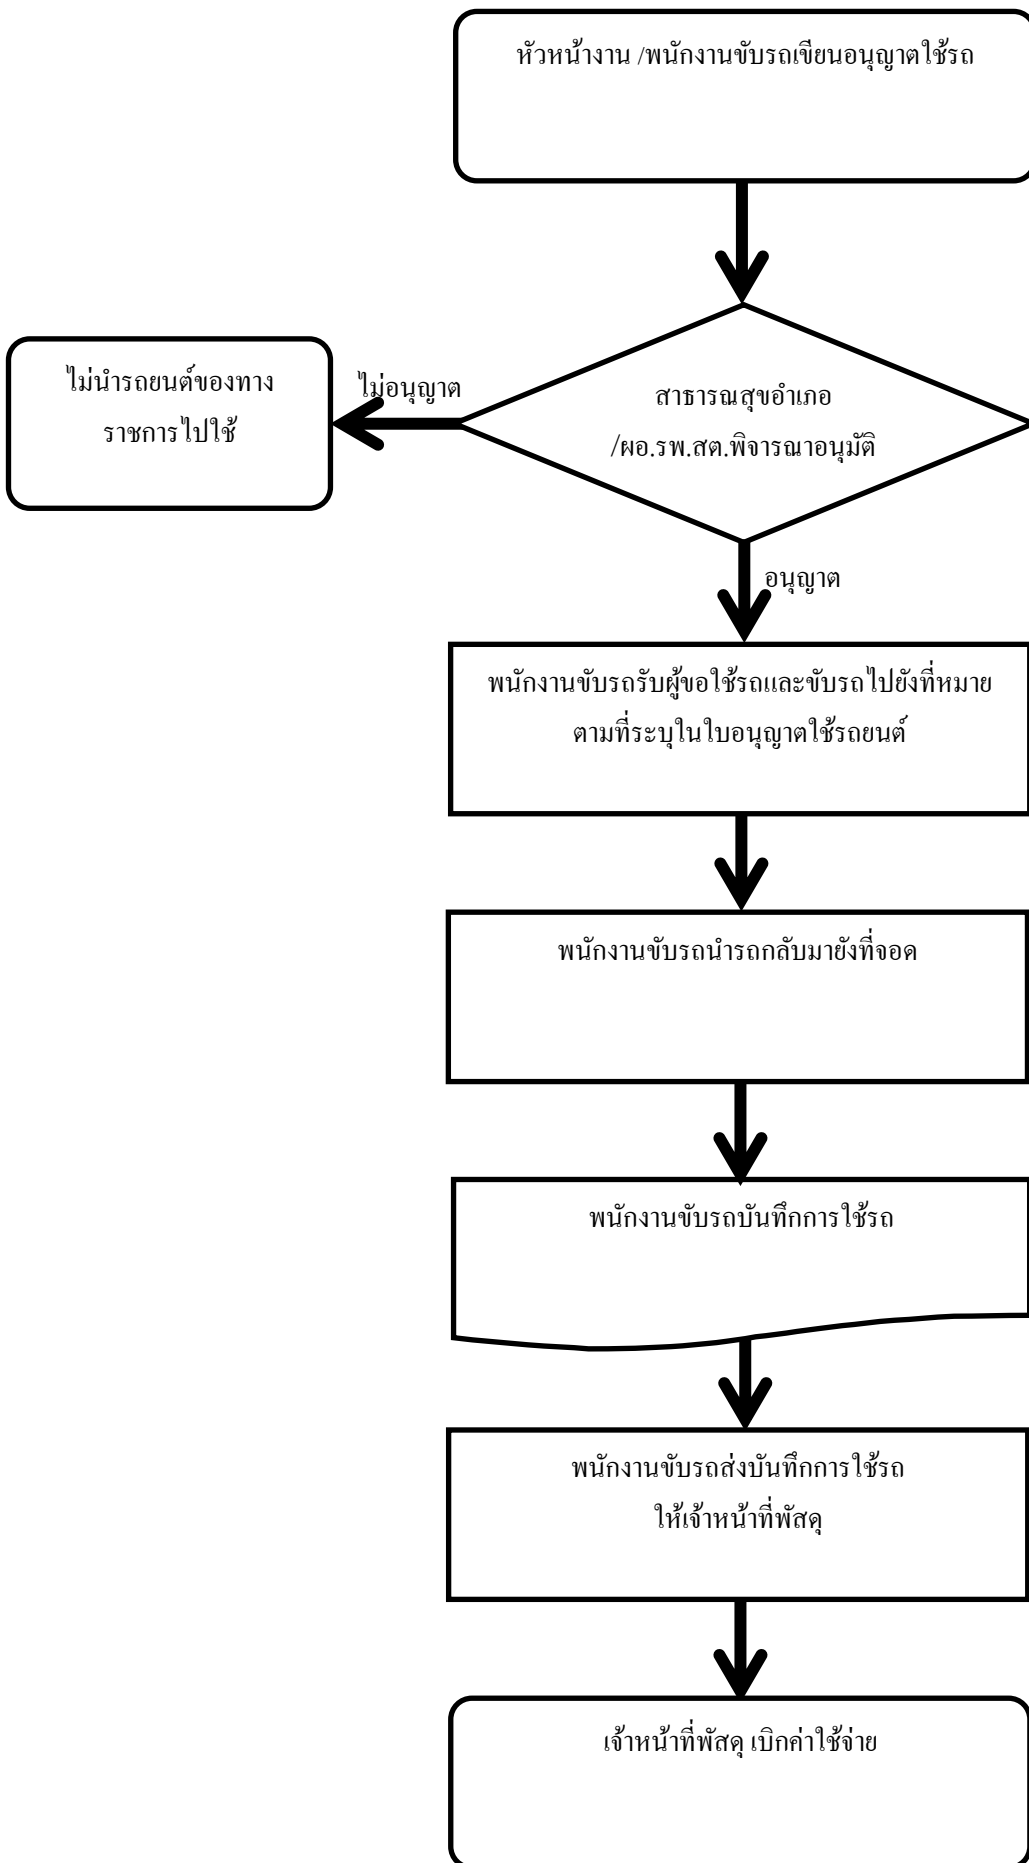 หัวหน้างาน /พนักงานขับรถเขียนอนุญาตใช้รถ
ไม่นำรถยนต์ของทาง
ราชการไปใช้
ไม่อนุญาต
สาธารณสุขอำเภอ
/ผอ.รพ.สต.พิจารณาอนุมัติ
อนุญาต
พนักงานขับรถรับผู้ขอใช้รถและขับรถไปยังที่หมาย
ตามที่ระบุในใบอนุญาตใช้รถยนต์
พนักงานขับรถนำรถกลับมายังที่จอด
พนักงานขับรถบันทึกการใช้รถ
พนักงานขับรถส่งบันทึกการใช้รถ
ให้เจ้าหน้าที่พัสดุ
เจ้าหน้าที่พัสดุ เบิกค่าใช้จ่าย